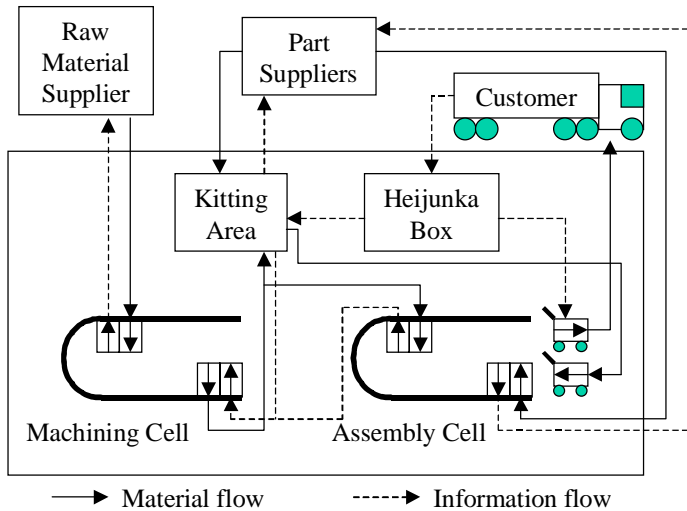 Raw
Material
Supplier
Part
Suppliers
Customer
Kitting
Area
Heijunka
Box
Machining Cell
Assembly Cell
Material flow
Information flow